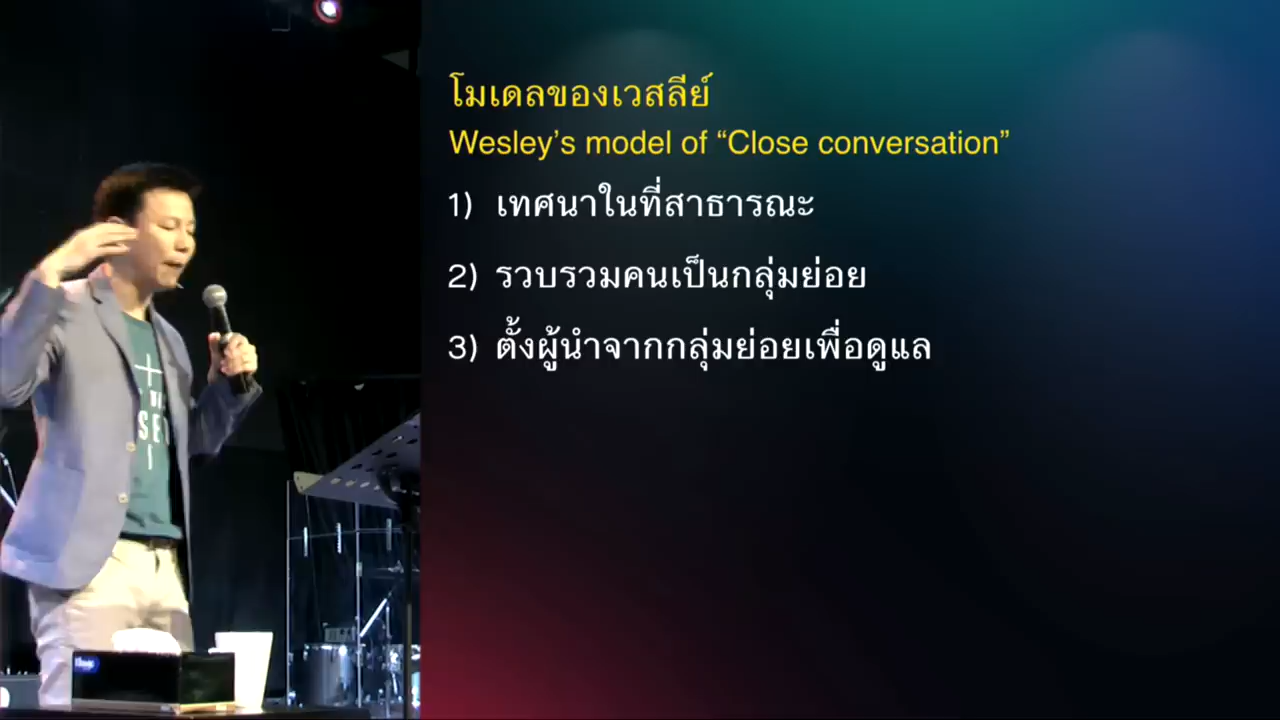 โมเดลของเวสลีย์
Wesley's model of “Close conversation”
1) เทศนาในที่สาธารณะ
2) รวบรวมคนเป็นกลุ่มย่อย
3) ตั้งผู้นำจากกลุ่มย่อยเพื่อดูแล